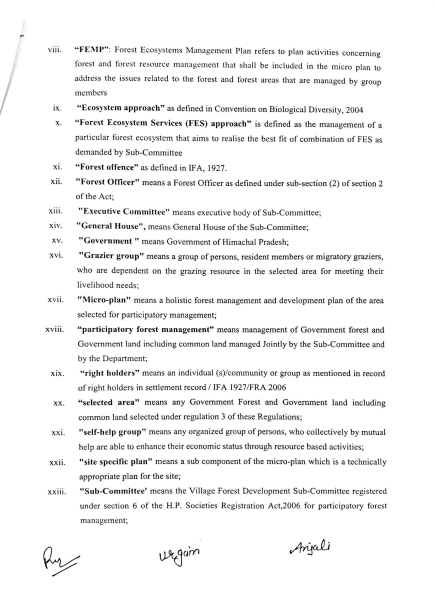 viii. "FEMP": Forest Ecosystems Management Plan refers to plan activities concerning
forest and forest resource management that shall be included in the micro plan to
address the issues related to the forest and forest areas that are managed by group
members
ix. "Ecosystem approach" as defined in Convention on Biological Diversity, 2004
x. "Forest Ecosystem Services (FES) approach" is defined as the management of a
particular forest ecosystem that aims to realise the best fit of combination of FES as
demanded by Sub-Committee
xi. "Forest offence" as defined in IFA, 1927.
xii. "Forest Officer" means a Forest Officer as defined under sub-section (2) of section 2
of the Act;
xiii. "Executive Committee" means executive body of Sub-Committee;
xiv. "General House", means General House of the Sub-Committee;
xv. "Government " means Government of Himachal Pradesh;
xvi. "Grazier group" means a group of persons, resident members or migratory graziers,
who are dependent on the grazing resource in the selected area for meeting their
livelihood needs;
xvii. "Micro-plan" means a holistic forest management and development plan of the area
selected for participatory management;
xviii. "participatory forest management" means management of Government forest and
Government land including common land managed Jointly by the Sub-Committee and
by the Department;
xix. "right holders" means an individual (s)/community or group as mentioned in record
of right holders in settlement record / IFA 1927/FRA 2006
xx. "selected area" means any Government Forest and Government land including
common land selected under regulation 3 of these Regulations;
xxi. "self-help group" means any organized group of persons, who collectively by mutual
help are able to enhance their economic status through resource based activities;
xxii. "site specific plan" means a sub component of the micro-plan which is a technically
appropriate plan for the site;
xxiii. "Sub-Committee' means the Village Forest Development Sub-Committee registered
under section 6 of the H.P. Societies Registration Act,2006 for participatory forest
management;
Anjali